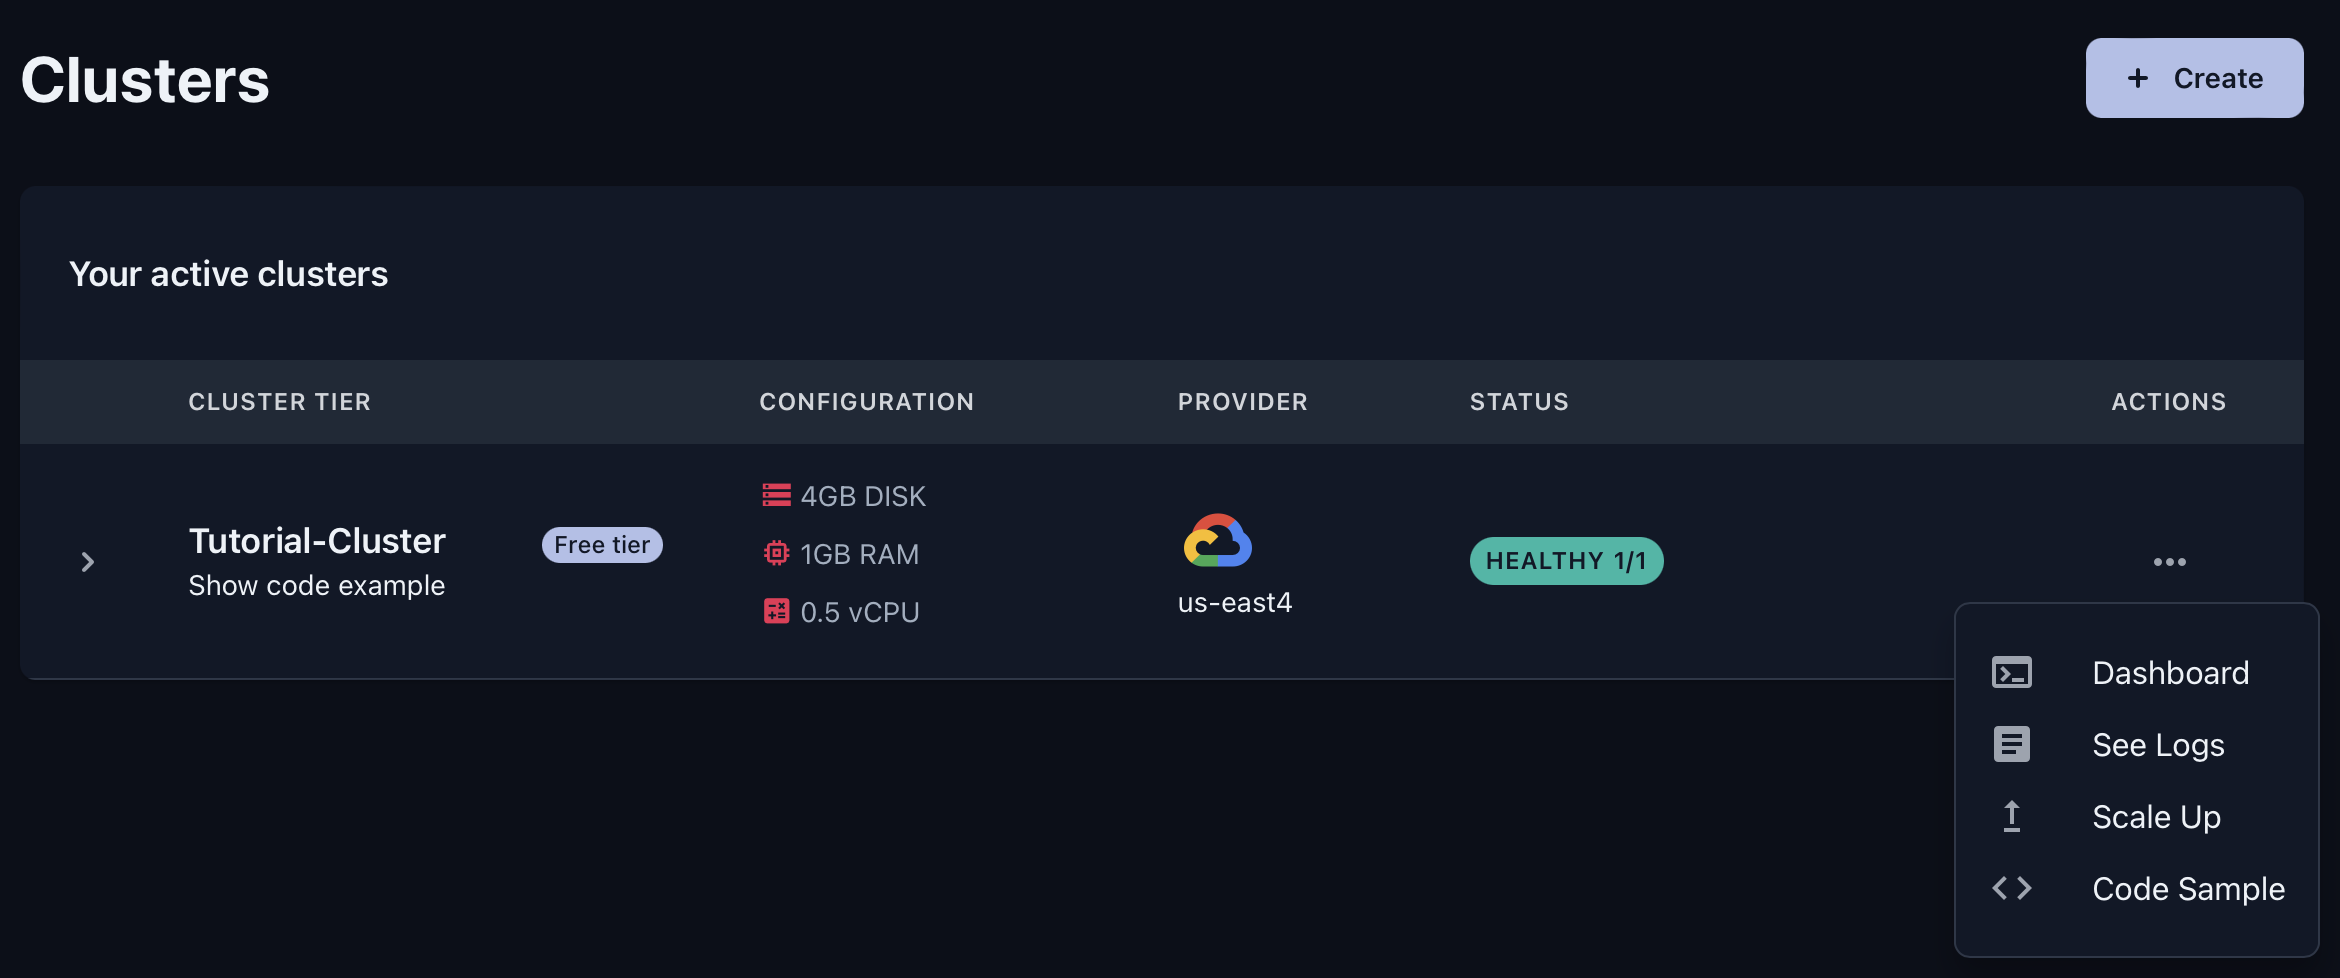 Clusters
+ Create
Your active clusters
CLUSTER TIER CONFIGURATION PROVIDER STATUS ACTIONS
Tutorial-Cluster Free tier
Show code example
4GB DISK
1GB RAM
0.5 vCPU
us-east4
HEALTHY 1/1
Dashboard
See Logs
Scale Up
Code Sample